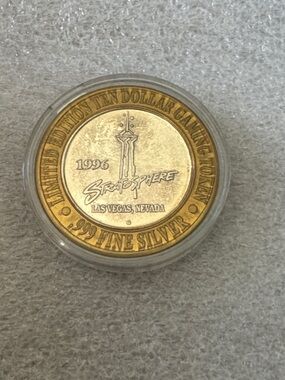 LIMITED EDITION TEN DOLLAR GAMING TOKEN
1996
STRATOSPHERE
LAS VEGAS, NEVADA
.999 FINE SILVER